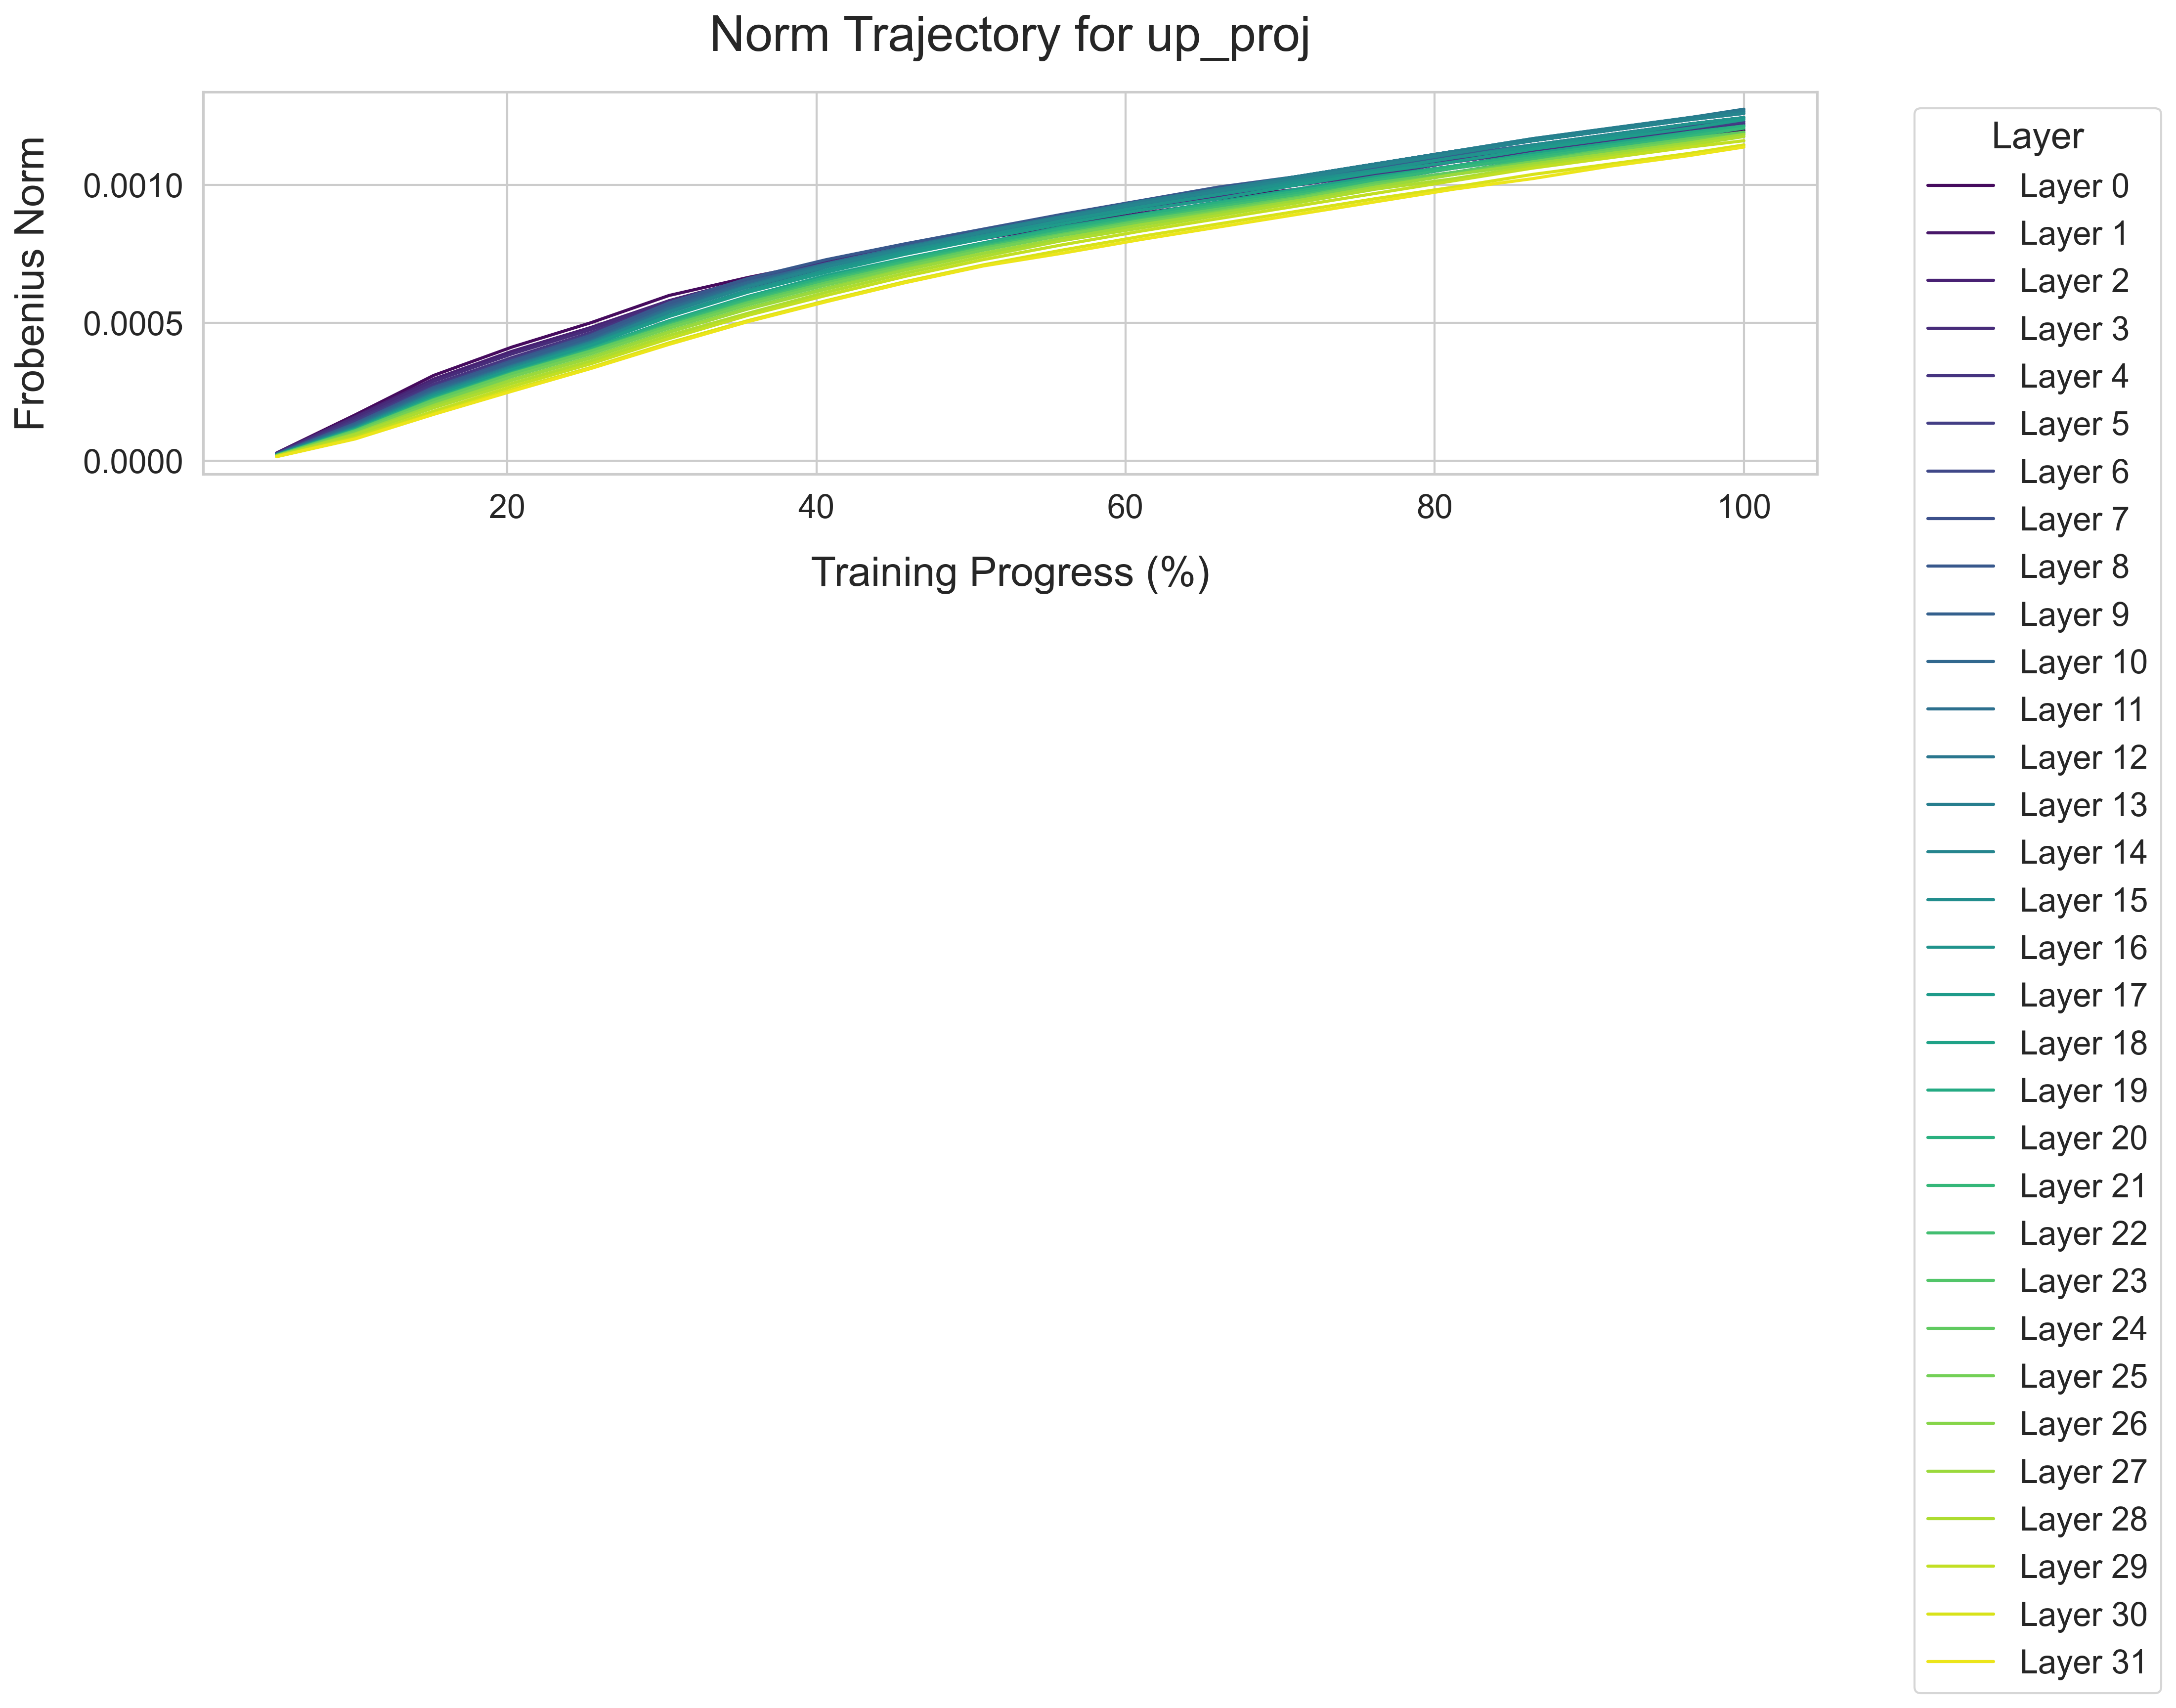 Norm Trajectory for up_proj
Frobenius Norm
0.0010
0.0005
0.0000
20
40
60
80
100
Training Progress (%)
Layer
Layer 0
Layer 1
Layer 2
Layer 3
Layer 4
Layer 5
Layer 6
Layer 7
Layer 8
Layer 9
Layer 10
Layer 11
Layer 12
Layer 13
Layer 14
Layer 15
Layer 16
Layer 17
Layer 18
Layer 19
Layer 20
Layer 21
Layer 22
Layer 23
Layer 24
Layer 25
Layer 26
Layer 27
Layer 28
Layer 29
Layer 30
Layer 31